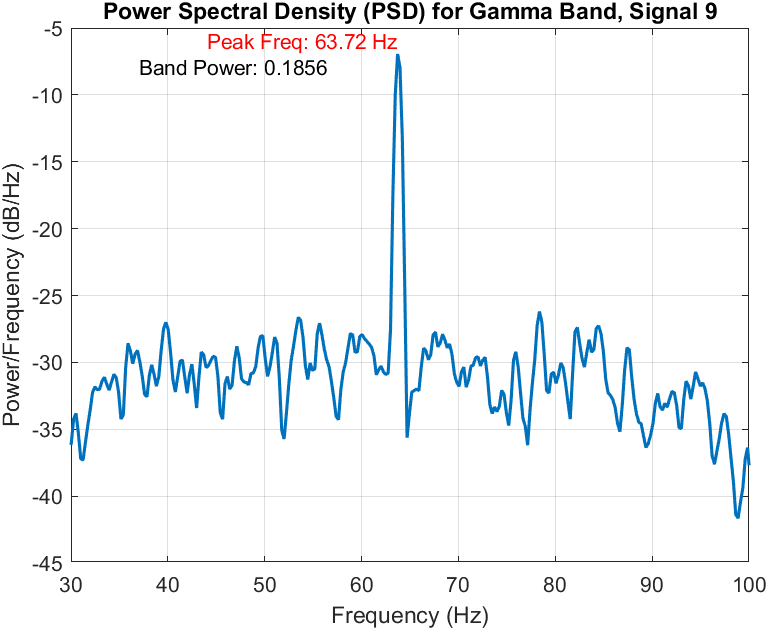 Power Spectral Density (PSD) for Gamma Band, Signal 9
Peak Freq: 63.72 Hz
Band Power: 0.1856
Power/Frequency (dB/Hz)
-5
-10
-15
-20
-25
-30
-35
-40
-45
30 40 50 60 70 80 90 100
Frequency (Hz)